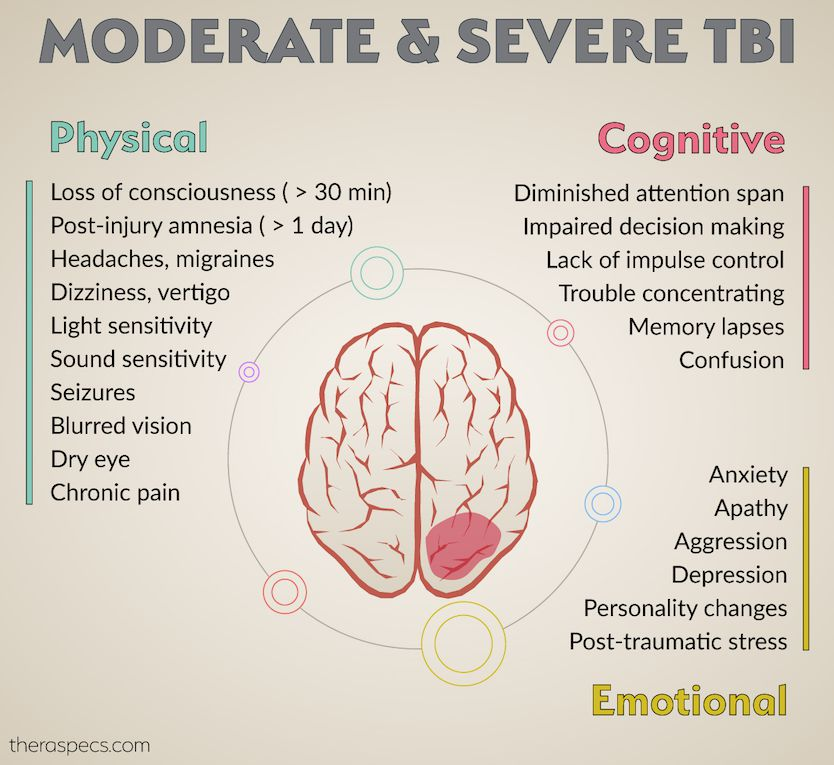 MODERATE & SEVERE TBI
Physical
Loss of consciousness ( > 30 min)
Post-injury amnesia ( > 1 day)
Headaches, migraines
Dizziness, vertigo
Light sensitivity
Sound sensitivity
Seizures
Blurred vision
Dry eye
Chronic pain
Cognitive
Diminished attention span
Impaired decision making
Lack of impulse control
Trouble concentrating
Memory lapses
Confusion
Anxiety
Apathy
Aggression
Depression
Personality changes
Post-traumatic stress
Emotional
theraspecs.com